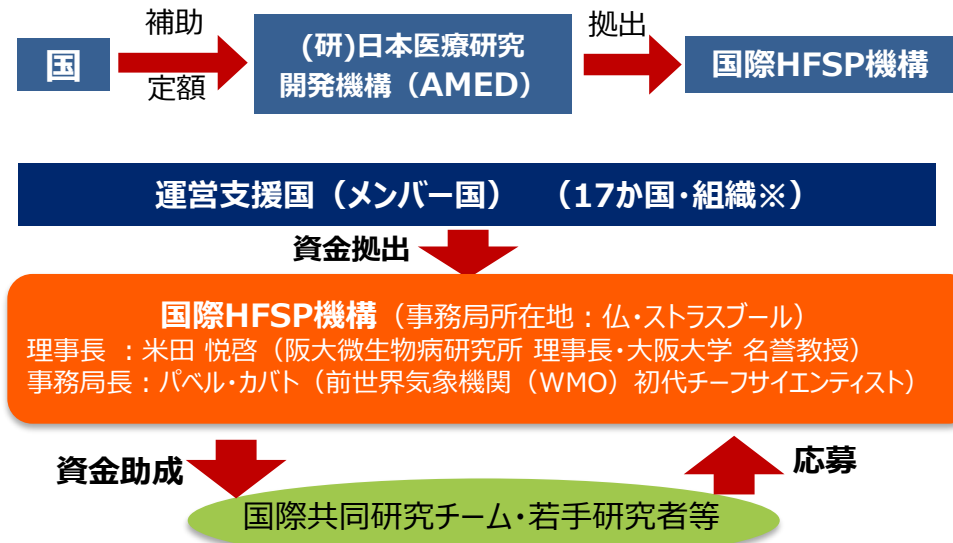 補助
国
定額
(研)日本医療研究
開発機構（AMED）
拠出
国際HFSP機構
運営支援国（メンバー国）　（17か国・組織※）
資金拠出
国際HFSP機構（事務局所在地：仏・ストラスブール）
理事長 ：米田 悦啓（阪大微生物病研究所 理事長・大阪大学 名誉教授）
事務局長：パベル・カバト（前世界気象機関（WMO）初代チーフサイエンティスト）
資金助成
応募
国際共同研究チーム・若手研究者等